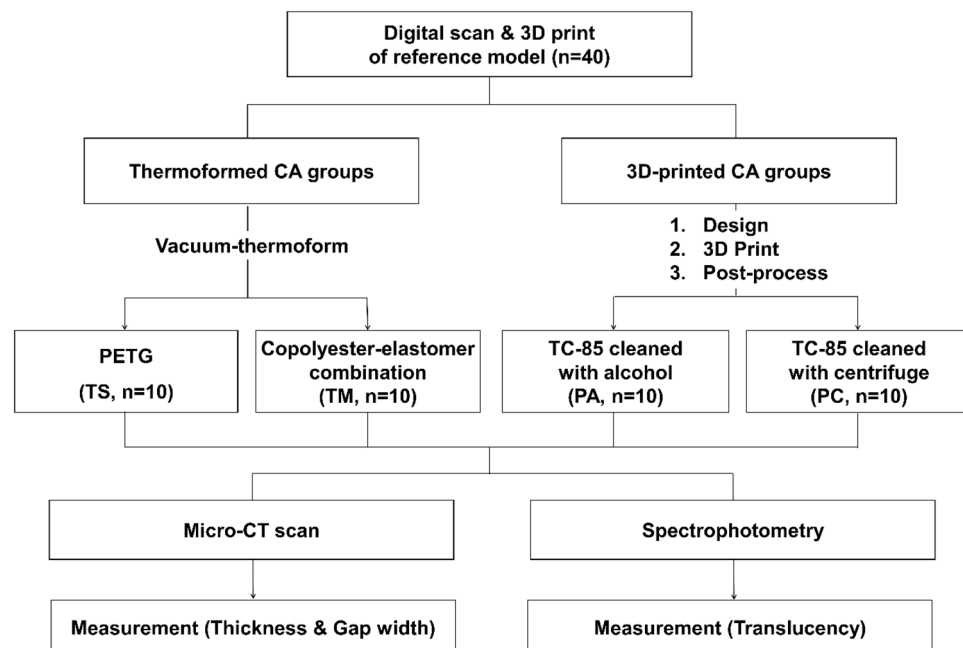 Digital scan & 3D print
of reference model (n=40)
Thermoformed CA groups
3D-printed CA groups
Vacuum-thermoform
1. Design
2. 3D Print
3. Post-process
PETG
(TS, n=10)
Copolyester-elastomer
combination
(TM, n=10)
TC-85 cleaned
with alcohol
(PA, n=10)
TC-85 cleaned
with centrifuge
(PC, n=10)
Micro-CT scan
Spectrophotometry
Measurement (Thickness & Gap width)
Measurement (Translucency)